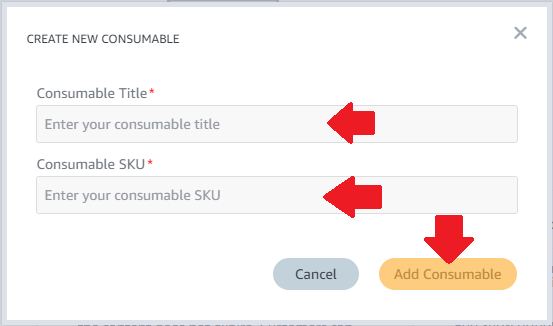 CREATE NEW CONSUMABLE
Consumable Title*
Enter your consumable title
Consumable SKU*
Enter your consumable SKU
Cancel
Add Consumable